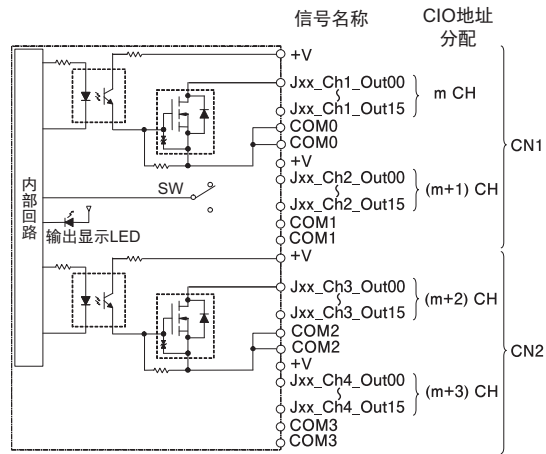 信号名称
CIO地址
分配
+V
Jxx_Ch1_Out00
m CH
Jxx_Ch1_Out15
COM0
COM0
CN1
+V
Jxx_Ch2_Out00
(m+1) CH
Jxx_Ch2_Out15
COM1
COM1
内部回路
SW
输出显示LED
+V
Jxx_Ch3_Out00
(m+2) CH
Jxx_Ch3_Out15
COM2
COM2
CN2
+V
Jxx_Ch4_Out00
(m+3) CH
Jxx_Ch4_Out15
COM3
COM3